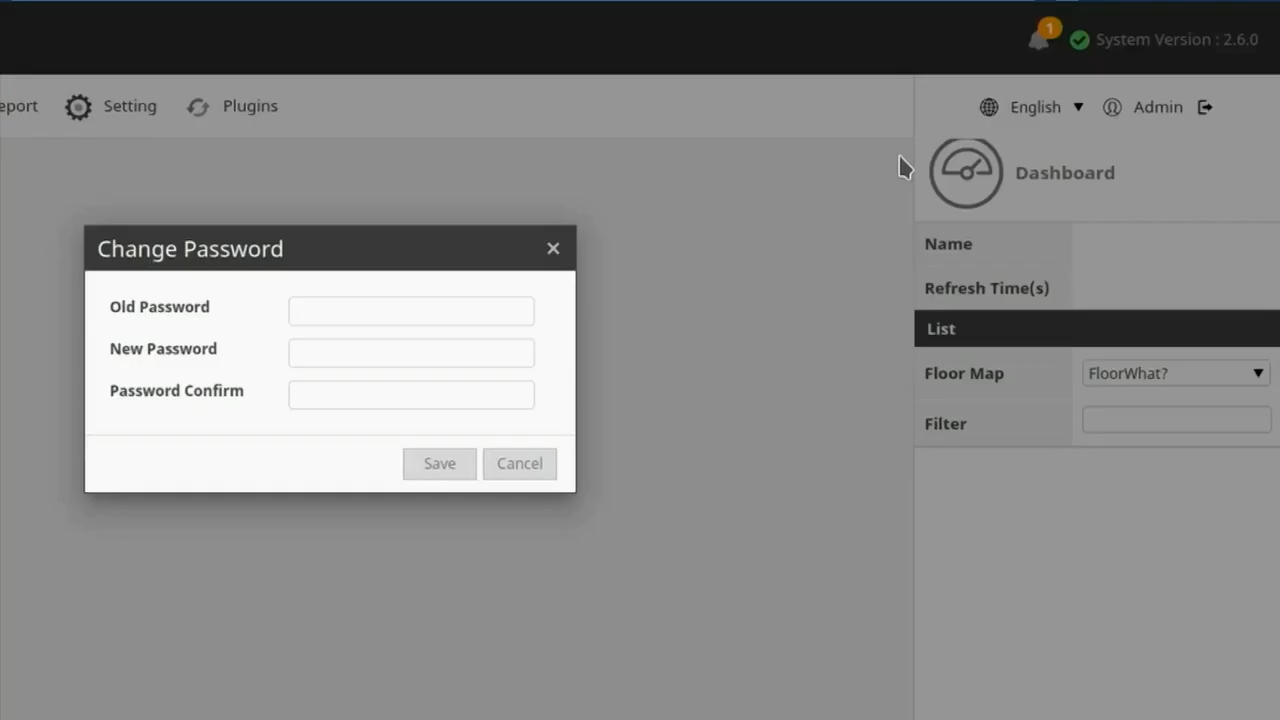 1
System Version : 2.6.0
eport
Setting
Plugins
English
Admin
Dashboard
Change Password
Old Password
New Password
Password Confirm
Save
Cancel
Name
Refresh Time(s)
List
Floor Map
FloorWhat?
Filter